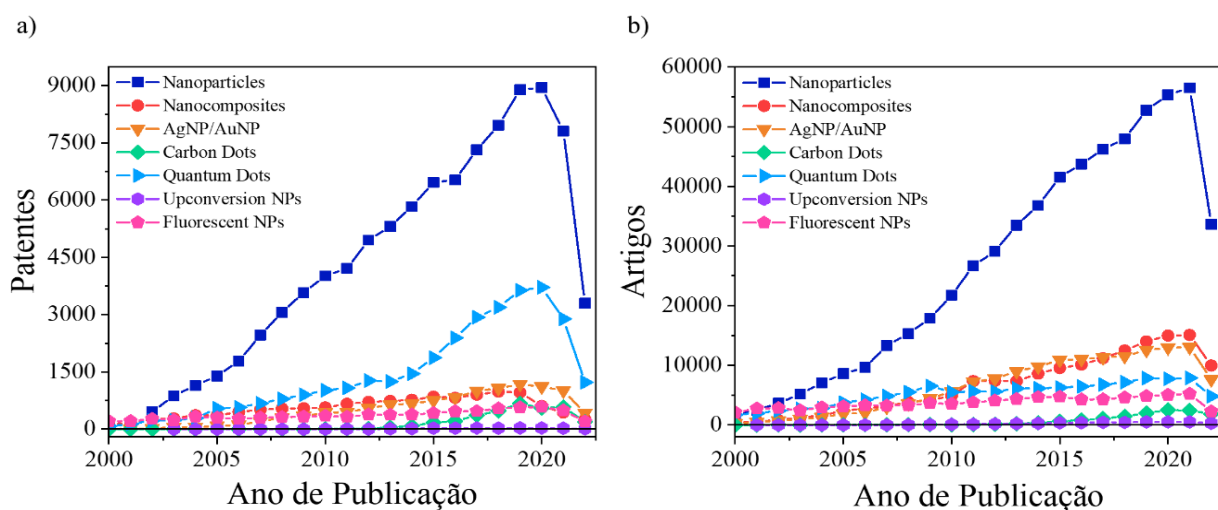 a)
9000
7500
6000
4500
3000
1500
0
Patentes
Nanoparticles
Nanocomposites
AgNP/AuNP
Carbon Dots
Quantum Dots
Upconversion NPs
Fluorescent NPs
2000 2005 2010 2015 2020
Ano de Publicação
b)
60000
50000
40000
30000
20000
10000
0
Artigos
Nanoparticles
Nanocomposites
AgNP/AuNP
Carbon Dots
Quantum Dots
Upconversion NPs
Fluorescent NPs
2000 2005 2010 2015 2020
Ano de Publicação